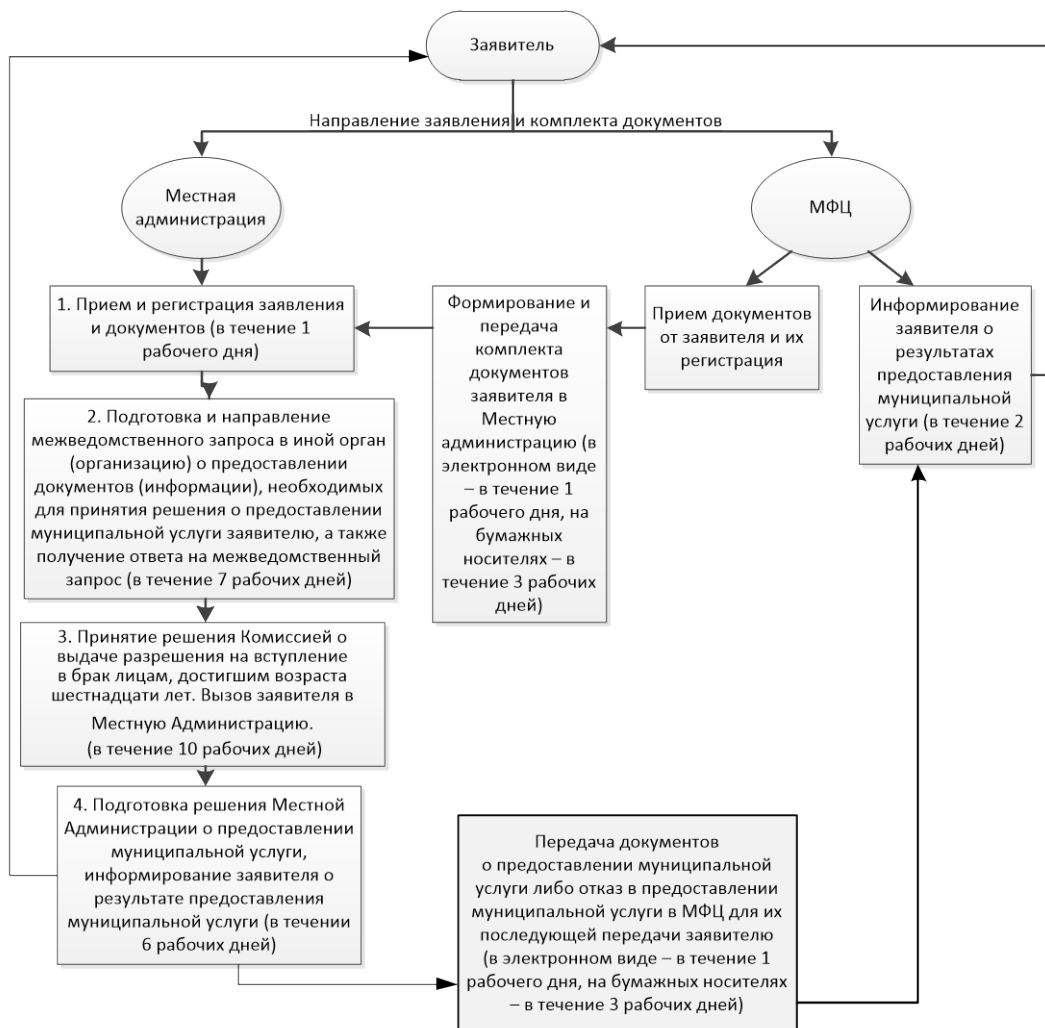 Заявитель
Направление заявления и комплекта документов
Местная
администрация
МФЦ
1. Прием и регистрация заявления
и документов (в течение 1
рабочего дня)
Формирование и
передача
комплекта
документов
заявителя в
Местную
администрацию (в
электронном виде
– в течение 1
рабочего дня, на
бумажных
носителях – в
течение 3 рабочих
дней)
Прием документов
от заявителя и их
регистрация
Информирование
заявителя о
результатах
предоставления
муниципальной
услуги (в течение 2
рабочих дней)
2. Подготовка и направление
межведомственного запроса в иной орган
(организацию) о предоставлении
документов (информации), необходимых
для принятия решения о предоставлении
муниципальной услуги заявителю, а также
получение ответа на межведомственный
запрос (в течение 7 рабочих дней)
3. Принятие решения Комиссией о
выдаче разрешения на вступление
в брак лицам, достигшим возраста
шестнадцати лет. Вызов заявителя в
Местную Администрацию.
(в течение 10 рабочих дней)
4. Подготовка решения Местной
Администрации о предоставлении
муниципальной услуги,
информирование заявителя о
результате предоставления
муниципальной услуги (в течении
6 рабочих дней)
Передача документов
о предоставлении муниципальной
услуги либо отказ в предоставлении
муниципальной услуги в МФЦ для их
последующей передачи заявителю
(в электронном виде – в течение 1
рабочего дня, на бумажных носителях
– в течение 3 рабочих дней)